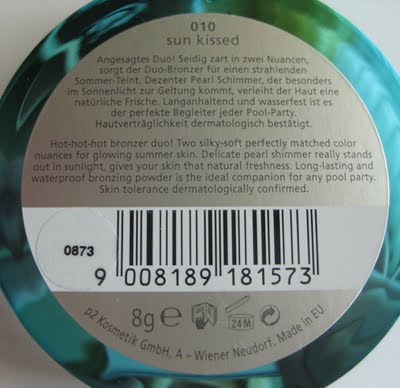 010
sun kissed
Angesagtes Duo! Seidig zart in zwei Nuancen,
sorgt der Duo-Bronzer für einen strahlenden
Sommer-Teint. Dezenter Pearl Schimmer, der besonders
im Sonnenlicht zur Geltung kommt, verleiht der Haut eine
natürliche Frische. Langanhaltend und wasserfest ist es
der perfekte Begleiter jeder Pool-Party.
Hautverträglichkeit dermatologisch bestätigt.
Hot-hot-hot bronzer duo! Two silky-soft perfectly matched color
nuances for glowing summer skin. Delicate pearl shimmer really stands
out in sunlight, gives your skin that natural freshness. Long-lasting and
waterproof bronzing powder is the ideal companion for any pool party.
Skin tolerance dermatologically confirmed.
0873
9 008189 181573
8g e
24 M
p2 Kosmetik GmbH, A – Wiener Neudorf, Made in EU